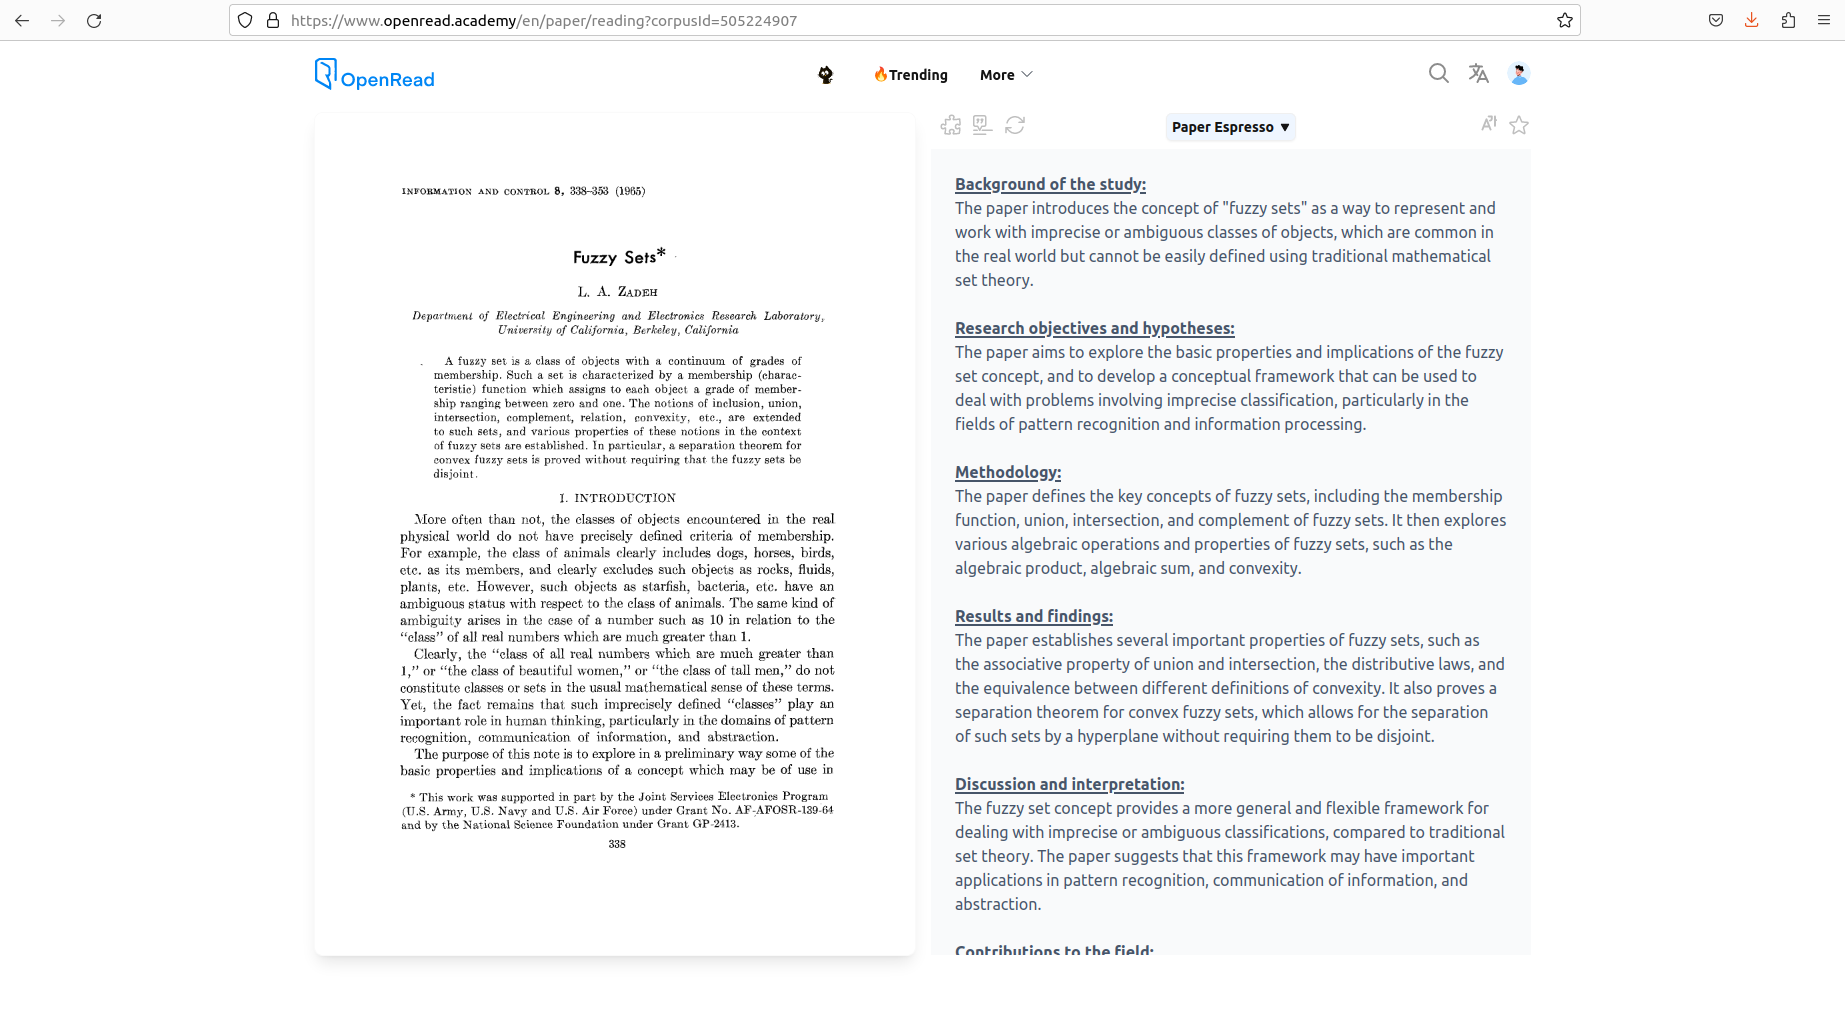 https://www.openread.academy/en/paper/reading?corpusId=505224907
OpenRead
Trending
More
INFORMATION AND CONTROL 8, 338–353 (1965)
Fuzzy Sets*
L. A. ZADEH
Department of Electrical Engineering and Electronics Research Laboratory,
University of California, Berkeley, California
A fuzzy set is a class of objects with a continuum of grades of
membership. Such a set is characterized by a membership (charac-
teristic) function which assigns to each object a grade of member-
ship ranging between zero and one. The notions of inclusion, union,
intersection, complement, relation, convexity, etc., are extended
to such sets, and various properties of these notions in the context
of fuzzy sets are established. In particular, a separation theorem for
convex fuzzy sets is proved without requiring that the fuzzy sets be
disjoint.
I. INTRODUCTION
More often than not, the classes of objects encountered in the real
physical world do not have precisely defined criteria of membership.
For example, the class of animals clearly includes dogs, horses, birds,
etc. as its members, and clearly excludes such objects as rocks, fluids,
plants, etc. However, such objects as starfish, bacteria, etc. have an
ambiguous status with respect to the class of animals. The same kind of
ambiguity arises in the case of a number such as 10 in relation to the
“class” of all real numbers which are much greater than 1.
Clearly, the “class of all real numbers which are much greater than
1,” or “the class of beautiful women,” or “the class of tall men,” do not
constitute classes or sets in the usual mathematical sense of these terms.
Yet, the fact remains that such imprecisely defined “classes” play an
important role in human thinking, particularly in the domains of pattern
recognition, communication of information, and abstraction.
The purpose of this note is to explore in a preliminary way some of the
basic properties and implications of a concept which may be of use in
* This work was supported in part by the Joint Services Electronics Program
(U.S. Army, U.S. Navy and U.S. Air Force) under Grant No. AF-AFOSR-139-64
and by the National Science Foundation under Grant GP-2413.
338
Paper Espresso ▼
Background of the study:
The paper introduces the concept of "fuzzy sets" as a way to represent and
work with imprecise or ambiguous classes of objects, which are common in
the real world but cannot be easily defined using traditional mathematical
set theory.
Research objectives and hypotheses:
The paper aims to explore the basic properties and implications of the fuzzy
set concept, and to develop a conceptual framework that can be used to
deal with problems involving imprecise classification, particularly in the
fields of pattern recognition and information processing.
Methodology:
The paper defines the key concepts of fuzzy sets, including the membership
function, union, intersection, and complement of fuzzy sets. It then explores
various algebraic operations and properties of fuzzy sets, such as the
algebraic product, algebraic sum, and convexity.
Results and findings:
The paper establishes several important properties of fuzzy sets, such as
the associative property of union and intersection, the distributive laws, and
the equivalence between different definitions of convexity. It also proves a
separation theorem for convex fuzzy sets, which allows for the separation
of such sets by a hyperplane without requiring them to be disjoint.
Discussion and interpretation:
The fuzzy set concept provides a more general and flexible framework for
dealing with imprecise or ambiguous classifications, compared to traditional
set theory. The paper suggests that this framework may have important
applications in pattern recognition, communication of information, and
abstraction.
Contributions to the field: